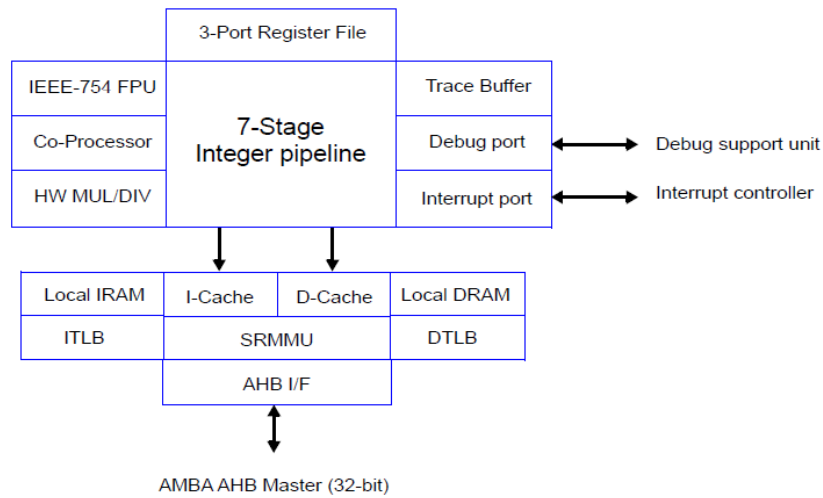 3-Port Register File
IEEE-754 FPU
Trace Buffer
7-Stage
Integer pipeline
Co-Processor
Debug port
Debug support unit
HW MUL/DIV
Interrupt port
Interrupt controller
Local IRAM
I-Cache
D-Cache
Local DRAM
ITLB
SRMMU
DTLB
AHB I/F
AMBA AHB Master (32-bit)